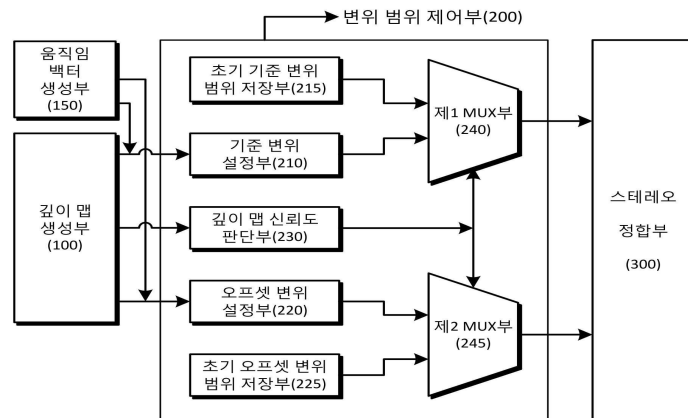 변위 범위 제어부(200)
움직임
백터
생성부
(150)
초기 기준 변위
범위 저장부(215)
제1 MUX부
(240)
기준 변위
설정부(210)
깊이 맵
생성부
(100)
깊이 맵 신뢰도
판단부(230)
스테레오
정합부
(300)
오프셋 변위
설정부(220)
제2 MUX부
(245)
초기 오프셋 변위
범위 저장부(225)